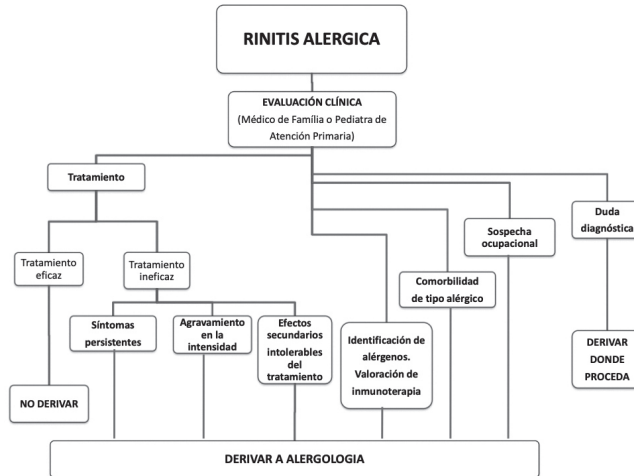 RINITIS ALERGICA
EVALUACIÓN CLÍNICA
(Médico de Família o Pediatra de
Atención Primaria)
Tratamiento
Duda
diagnóstica
Sospecha
ocupacional
Tratamiento
eficaz
Tratamiento
ineficaz
Comorbilidad
de tipo alérgico
Síntomas
persistentes
Agravamiento
en la
intensidad
Efectos
secundarios
intolerables
del
tratamiento
Identificación de
alérgenos.
Valoración de
inmunoterapia
DERIVAR
DONDE
PROCEDA
NO DERIVAR
DERIVAR A ALERGOLOGIA